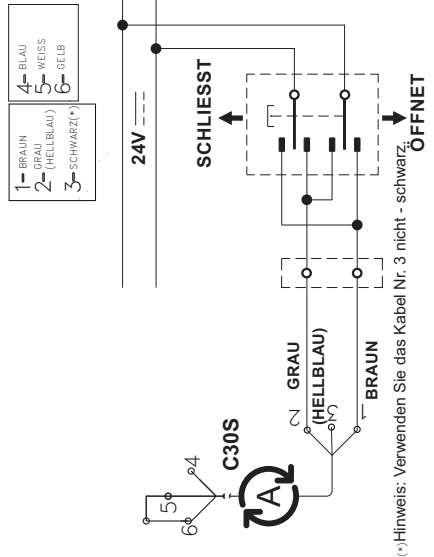 1- BRAUN
2- GRAU
(HELLBLAU)
3- SCHWARZ(*)
4- BLAU
5- WEISS
6- GELB
24V
SCHLIESST
ÖFFNET
GRAU
(HELLBLAU)
BRAUN
2
3
1
C30S
A
4
5
6
(*)Hinweis: Verwenden Sie das Kabel Nr. 3 nicht - schwarz.